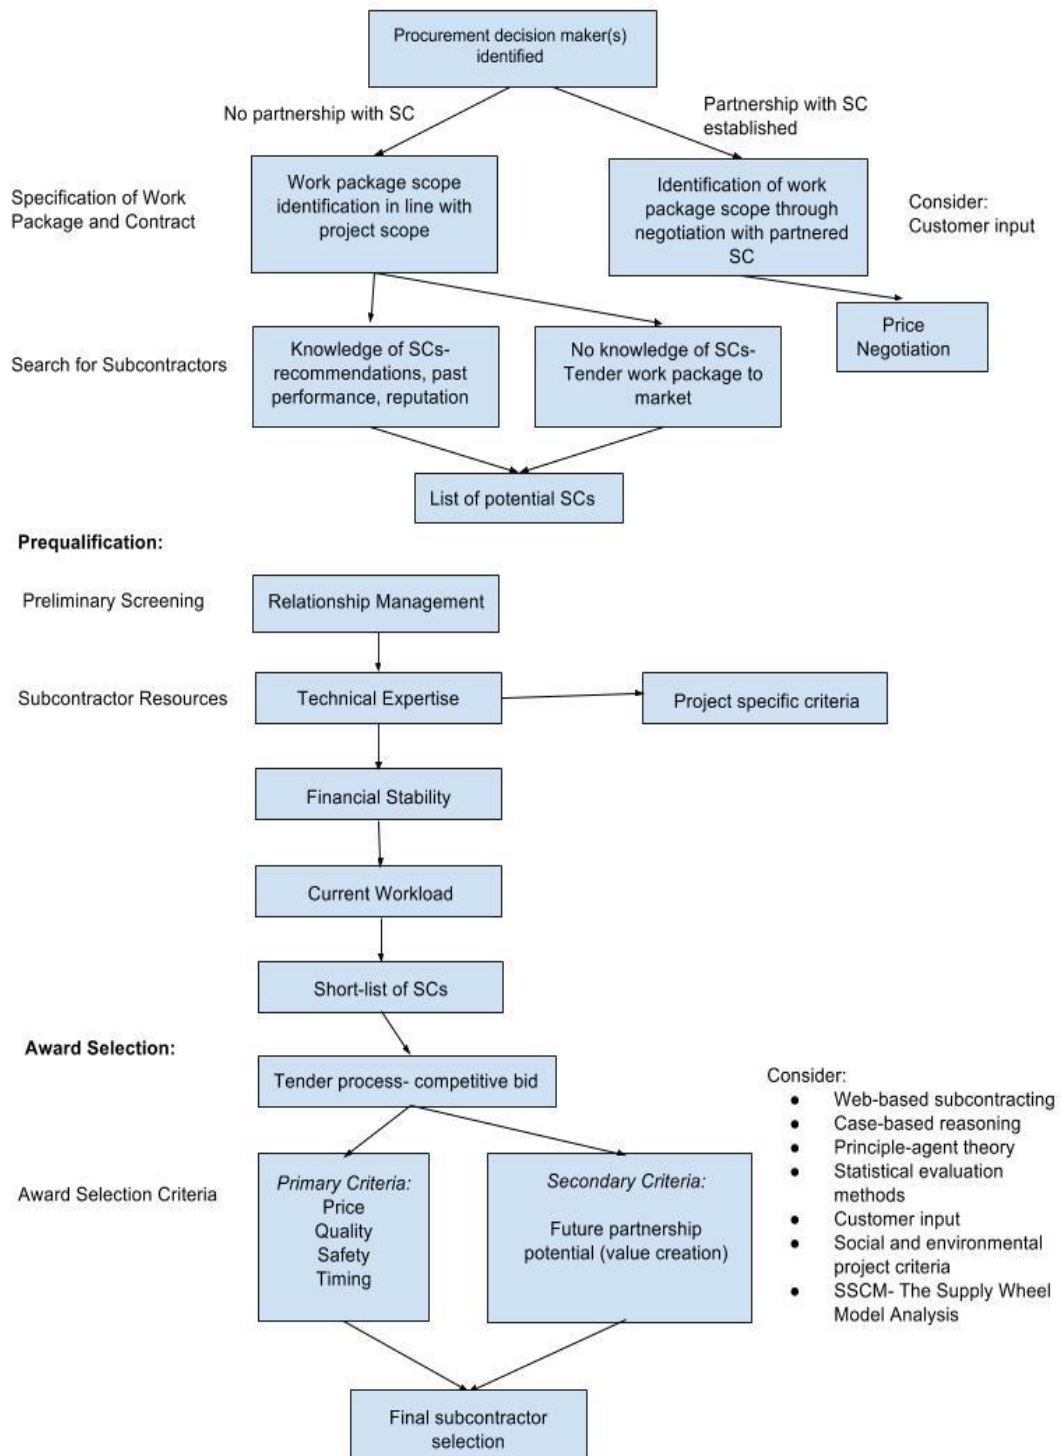 Procurement decision maker(s)
identified
No partnership with SC
Partnership with SC
established
Specification of Work
Package and Contract
Work package scope
identification in line with
project scope
Identification of work
package scope through
negotiation with partnered
SC
Consider:
Customer input
Price
Negotiation
Search for Subcontractors
Knowledge of SCs-
recommendations, past
performance, reputation
No knowledge of SCs-
Tender work package to
market
List of potential SCs
Prequalification:
Preliminary Screening
Relationship Management
Subcontractor Resources
Technical Expertise
Project specific criteria
Financial Stability
Current Workload
Short-list of SCs
Award Selection:
Tender process- competitive bid
Consider:
● Web-based subcontracting
● Case-based reasoning
● Principle-agent theory
● Statistical evaluation
methods
● Customer input
● Social and environmental
project criteria
● SSCM- The Supply Wheel
Model Analysis
Award Selection Criteria
Primary Criteria:
Price
Quality
Safety
Timing
Secondary Criteria:
Future partnership
potential (value creation)
Final subcontractor
selection